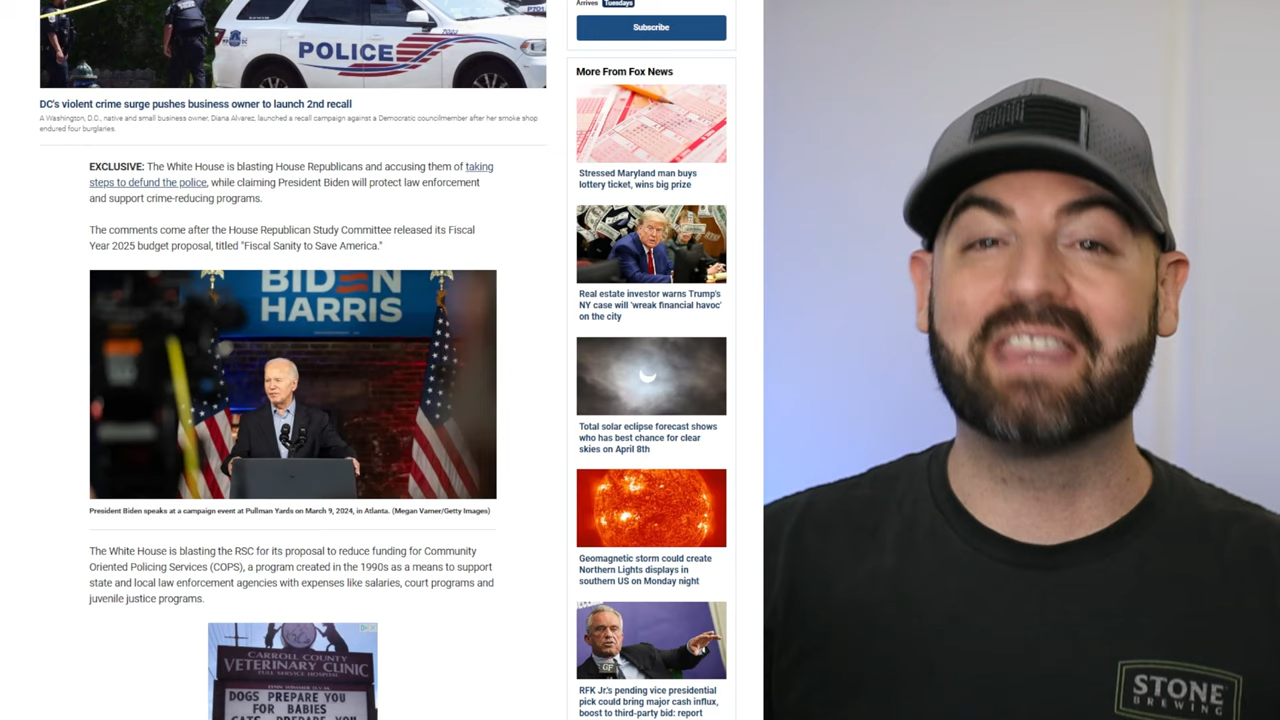 P701
7022
POLICE
DC's violent crime surge pushes business owner to launch 2nd recall
A Washington, D.C., native and small business owner, Diana Alvarez, launched a recall campaign against a Democratic councilmember after her smoke shop
endured four burglaries.
EXCLUSIVE: The White House is blasting House Republicans and accusing them of taking
steps to defund the police, while claiming President Biden will protect law enforcement
and support crime-reducing programs.
The comments come after the House Republican Study Committee released its Fiscal
Year 2025 budget proposal, titled "Fiscal Sanity to Save America."
BIDEN
HARRIS
President Biden speaks at a campaign event at Pullman Yards on March 9, 2024, in Atlanta. (Megan Varner/Getty Images)
The White House is blasting the RSC for its proposal to reduce funding for Community
Oriented Policing Services (COPS), a program created in the 1990s as a means to support
state and local law enforcement agencies with expenses like salaries, court programs and
juvenile justice programs.
CARROLL COUNTY
VETERINARY CLINIC
FULL SERVICE HOSPITAL
DOGS PREPARE YOU
FOR BABIES
CATS PREPARE YOU
Arrives Tuesdays
Subscribe
More From Fox News
Stressed Maryland man buys
lottery ticket, wins big prize
Real estate investor warns Trump's
NY case will 'wreak financial havoc'
on the city
Total solar eclipse forecast shows
who has best chance for clear
skies on April 8th
Geomagnetic storm could create
Northern Lights displays in
southern US on Monday night
RFK Jr.'s pending vice presidential
pick could bring major cash influx,
boost to third-party bid: report
STONE
BREWING